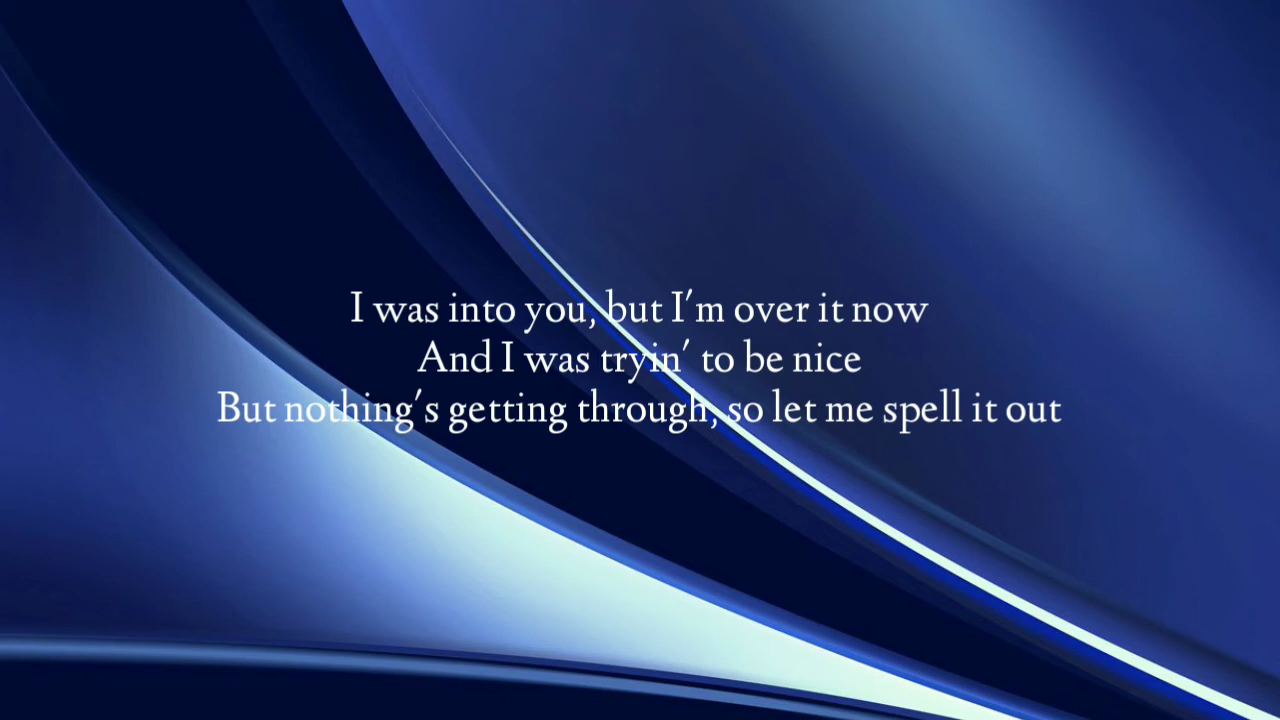 I was into you, but I'm over it now
And I was tryin' to be nice
But nothing's getting through, so let me spell it out